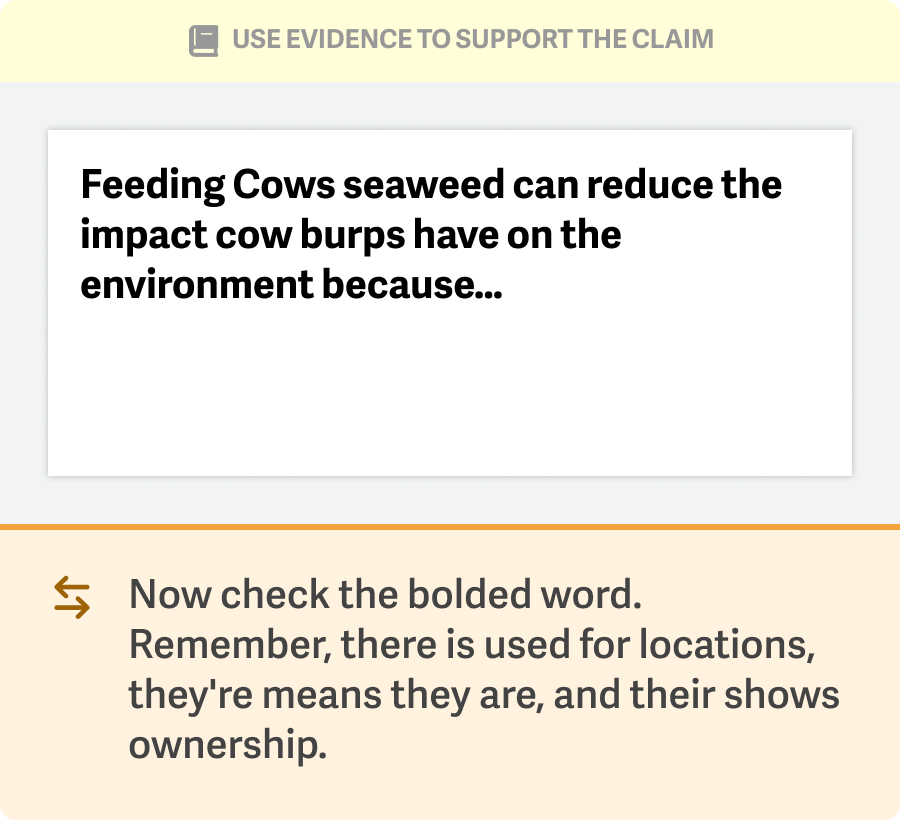 USE EVIDENCE TO SUPPORT THE CLAIM
Feeding Cows seaweed can reduce the
impact cow burps have on the
environment because...
Now check the bolded word.
Remember, there is used for locations,
they're means they are, and their shows
ownership.